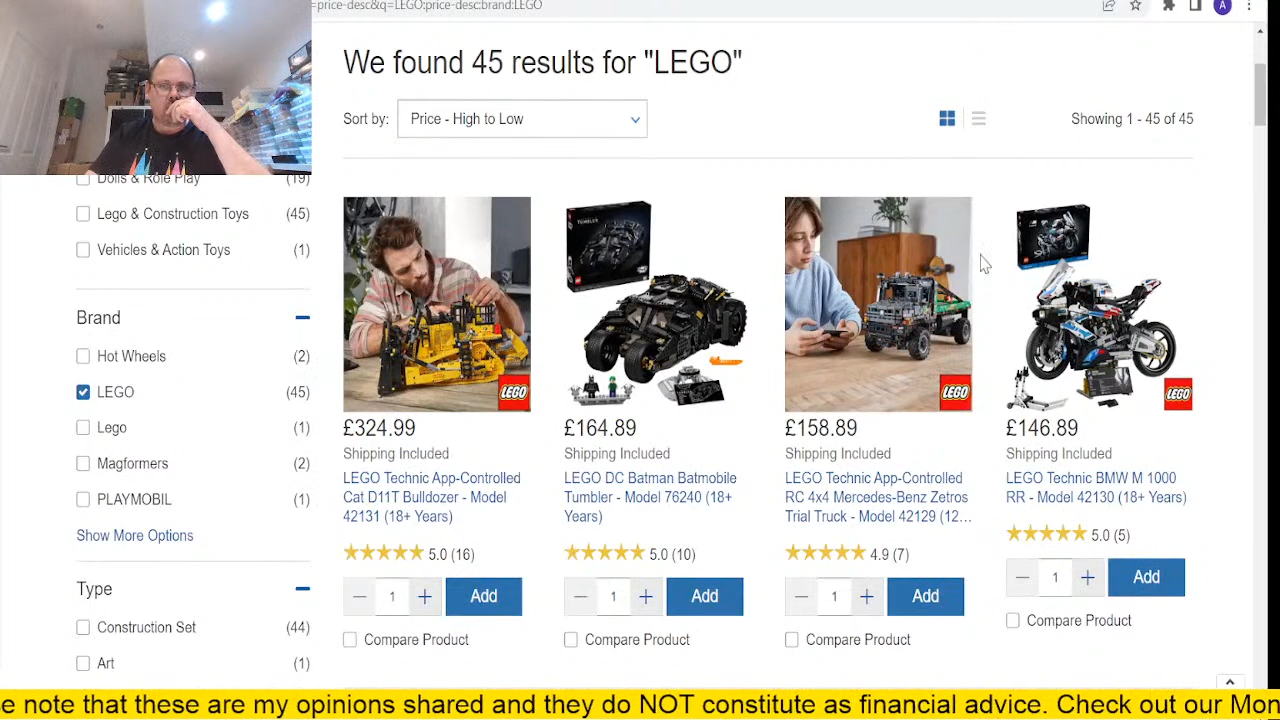 =price-desc&q=LEGO:price-desc:brand:LEGO
A
We found 45 results for "LEGO"
Sort by:
Price - High to Low
Showing 1 - 45 of 45
Dolls & Role Play (19)
Lego & Construction Toys (45)
Vehicles & Action Toys (1)
Brand
Hot Wheels (2)
LEGO (45)
Lego (1)
Magformers (2)
PLAYMOBIL (1)
Show More Options
Type
Construction Set (44)
Art (1)
LEGO
£324.99
Shipping Included
LEGO Technic App-Controlled
Cat D11T Bulldozer - Model
42131 (18+ Years)
5.0 (16)
1
Add
Compare Product
TUMBLER
£164.89
Shipping Included
LEGO DC Batman Batmobile
Tumbler - Model 76240 (18+
Years)
5.0 (10)
1
Add
Compare Product
LEGO
£158.89
Shipping Included
LEGO Technic App-Controlled
RC 4x4 Mercedes-Benz Zetros
Trial Truck - Model 42129 (12...
4.9 (7)
1
Add
Compare Product
LEGO
£146.89
Shipping Included
LEGO Technic BMW M 1000
RR - Model 42130 (18+ Years)
5.0 (5)
1
Add
Compare Product
se note that these are my opinions shared and they do NOT constitute as financial advice. Check out our Mon